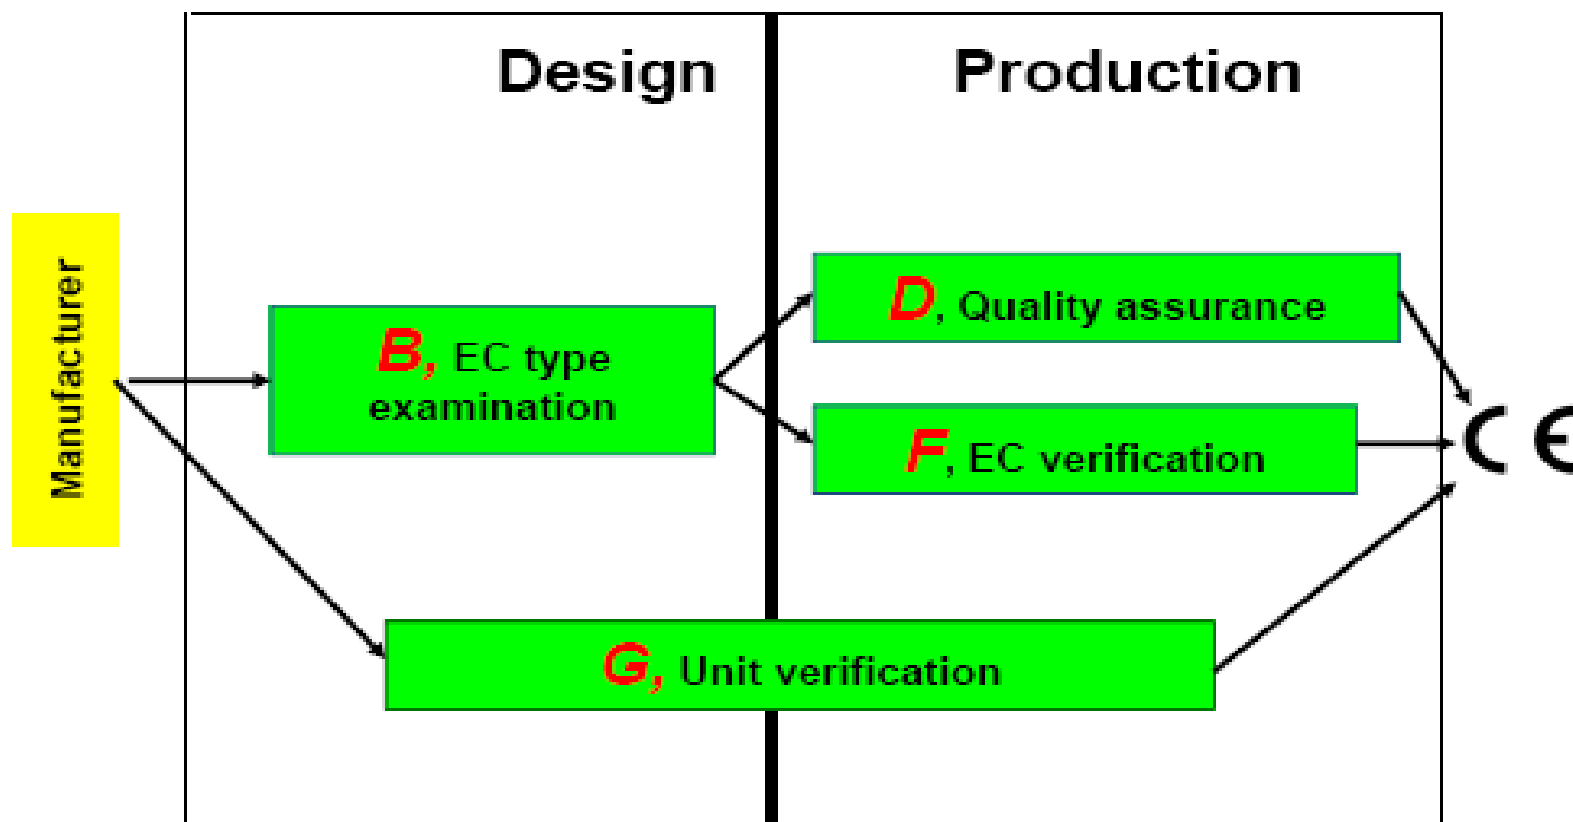 Design
Production
Manufacturer
B, EC type
examination
D, Quality assurance
F, EC verification
G, Unit verification
CE